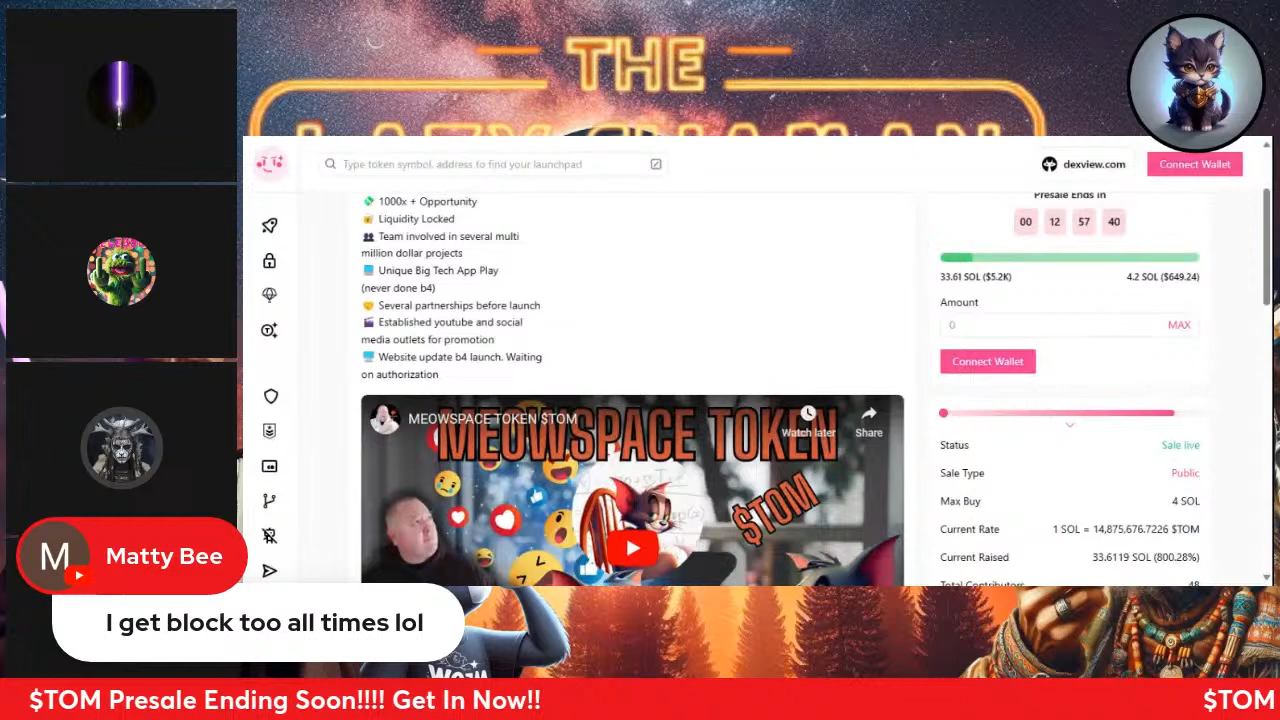 THE
LAZY SHAMAN
Type token symbol, address to find your launchpad
dexview.com
Connect Wallet
1000x + Opportunity
Liquidity Locked
Team involved in several multi
million dollar projects
Unique Big Tech App Play
(never done b4)
Several partnerships before launch
Established youtube and social
media outlets for promotion
Website update b4 launch. Waiting
on authorization
MEOWSPACE TOKEN $TOM
Watch later
Share
MEOWSPACE TOKEN
$TOM
Presale Ends in
00 12 57 40
33.61 SOL ($5.2K) 4.2 SOL ($649.24)
Amount
0 MAX
Connect Wallet
Status Sale live
Sale Type Public
Max Buy 4 SOL
Current Rate 1 SOL = 14,875,676.7226 $TOM
Current Raised 33.6119 SOL (800.28%)
Total Contributors 48
M
Matty Bee
I get block too all times lol
$TOM Presale Ending Soon!!!! Get In Now!!
$TOM